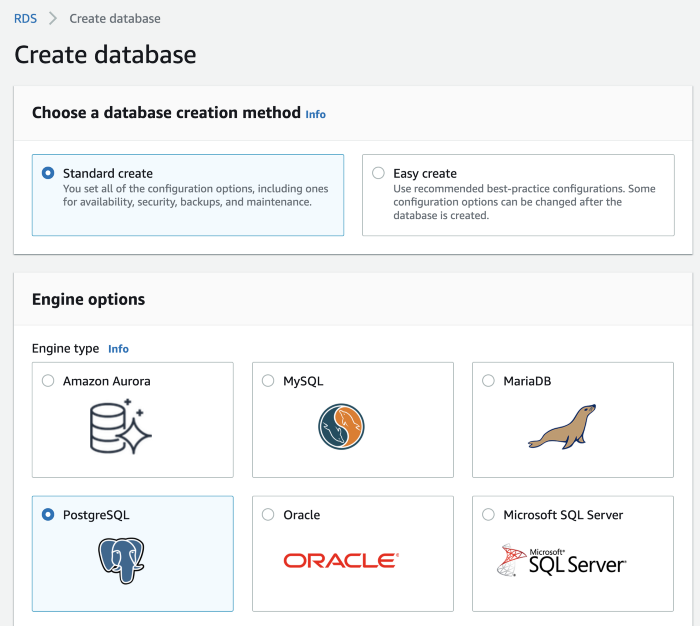 RDS > Create database
Create database
Choose a database creation method Info
Standard create
You set all of the configuration options, including ones
for availability, security, backups, and maintenance.
Easy create
Use recommended best-practice configurations. Some
configuration options can be changed after the
database is created.
Engine options
Engine type Info
Amazon Aurora
MySQL
MariaDB
PostgreSQL
Oracle
ORACLE®
Microsoft SQL Server
Microsoft®
SQL Server®